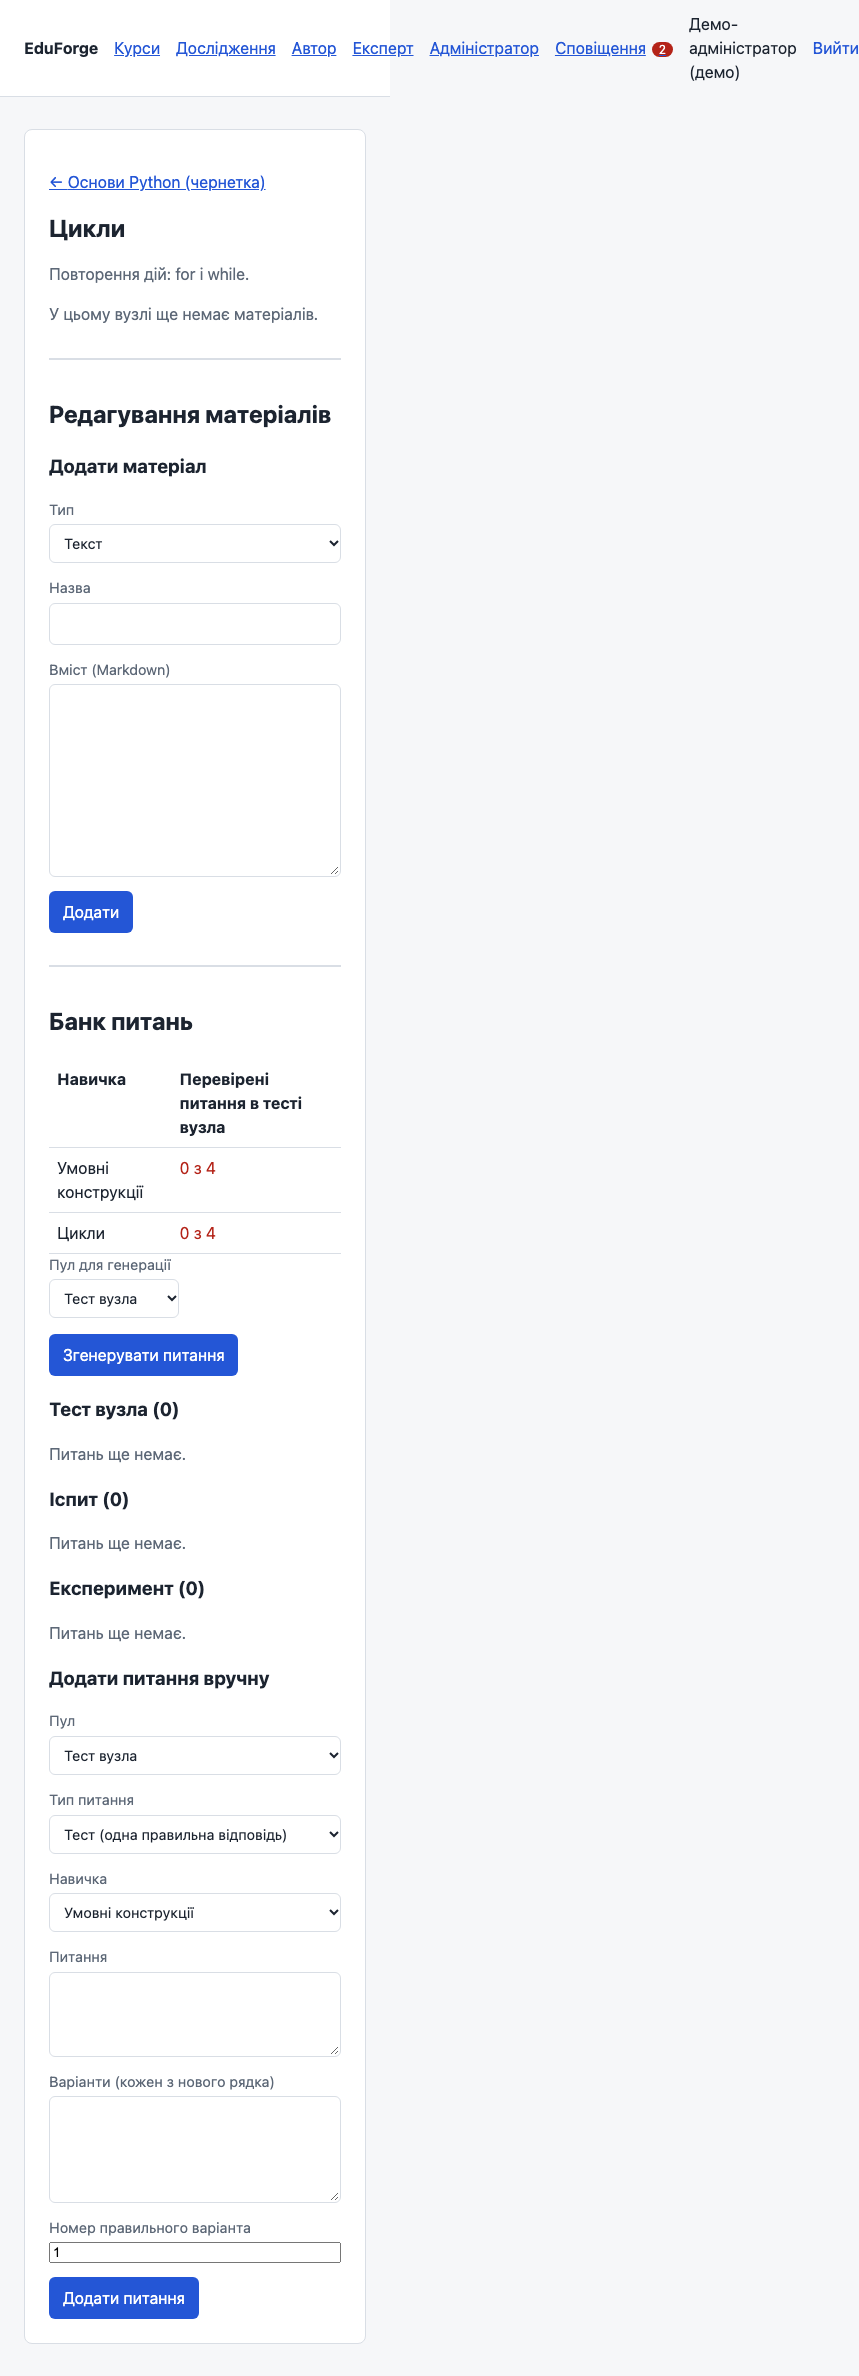 EduForge Курси Дослідження Автор Експерт Адміністратор Сповіщення 2 Демо-адміністратор (демо) Вийти
← Основи Python (чернетка)
Цикли
Повторення дій: for і while.
У цьому вузлі ще немає матеріалів.
Редагування матеріалів
Додати матеріал
Тип
Текст
Назва
Вміст (Markdown)
Додати
Банк питань
Навичка Перевірені питання в тесті вузла
Умовні конструкції 0 з 4
Цикли 0 з 4
Пул для генерації
Тест вузла
Згенерувати питання
Тест вузла (0)
Питань ще немає.
Іспит (0)
Питань ще немає.
Експеримент (0)
Питань ще немає.
Додати питання вручну
Пул
Тест вузла
Тип питання
Тест (одна правильна відповідь)
Навичка
Умовні конструкції
Питання
Варіанти (кожен з нового рядка)
Номер правильного варіанта
1
Додати питання